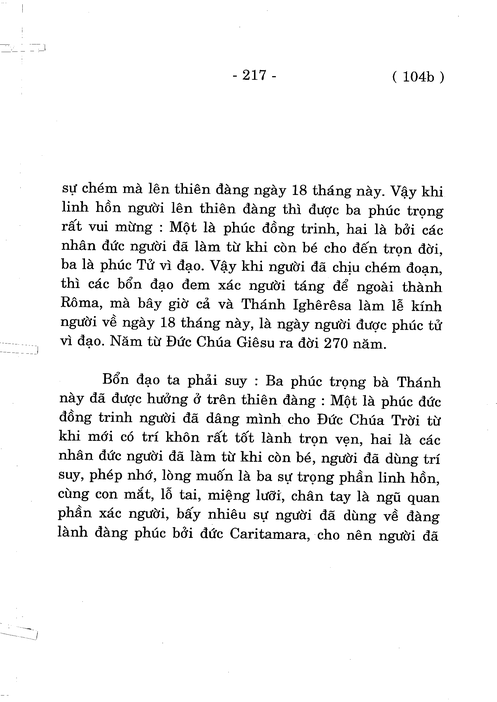 - 217 - ( 104b )
sự chém mà lên thiên đàng ngày 18 tháng này. Vậy khi
linh hồn người lên thiên đàng thì được ba phúc trọng
rất vui mừng : Một là phúc đồng trinh, hai là bởi các
nhân đức người đã làm từ khi còn bé cho đến trọn đời,
ba là phúc Tử vì đạo. Vậy khi người đã chịu chém đoạn,
thì các bổn đạo đem xác người táng để ngoài thành
Rôma, mà bây giờ cả và Thánh Ighêrêsa làm lễ kính
người về ngày 18 tháng này, là ngày người được phúc tử
vì đạo. Năm từ Đức Chúa Giêsu ra đời 270 năm.
Bổn đạo ta phải suy : Ba phúc trọng bà Thánh
này đã được hưởng ở trên thiên đàng : Một là phúc đức
đồng trinh người đã dâng mình cho Đức Chúa Trời từ
khi mới có trí khôn rất tốt lành trọn vẹn, hai là các
nhân đức người đã làm từ khi còn bé, người đã dùng trí
suy, phép nhớ, lòng muốn là ba sự trọng phần linh hồn,
cùng con mắt, lỗ tai, miệng lưỡi, chân tay là ngũ quan
phần xác người, bấy nhiêu sự người đã dùng về đàng
lành đàng phúc bởi đức Caritamara, cho nên người đã